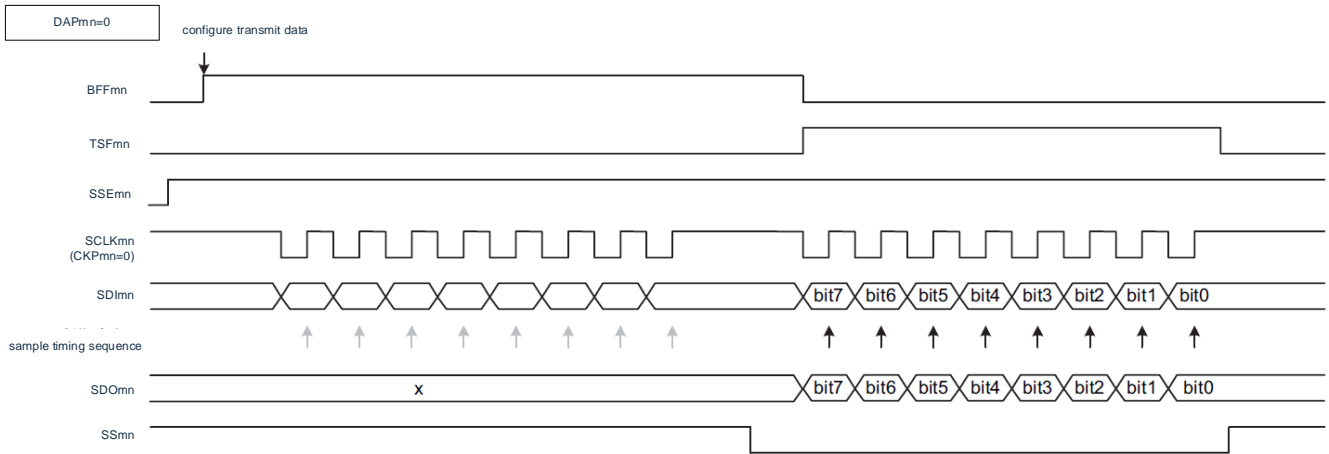 DAPmn=0
configure transmit data
BFFmn
TSFmn
SSEmn
SCLKmn
(CKPmn=0)
SDImn
bit7 bit6 bit5 bit4 bit3 bit2 bit1 bit0
sample timing sequence
SDOmn
x
bit7 bit6 bit5 bit4 bit3 bit2 bit1 bit0
SSmn